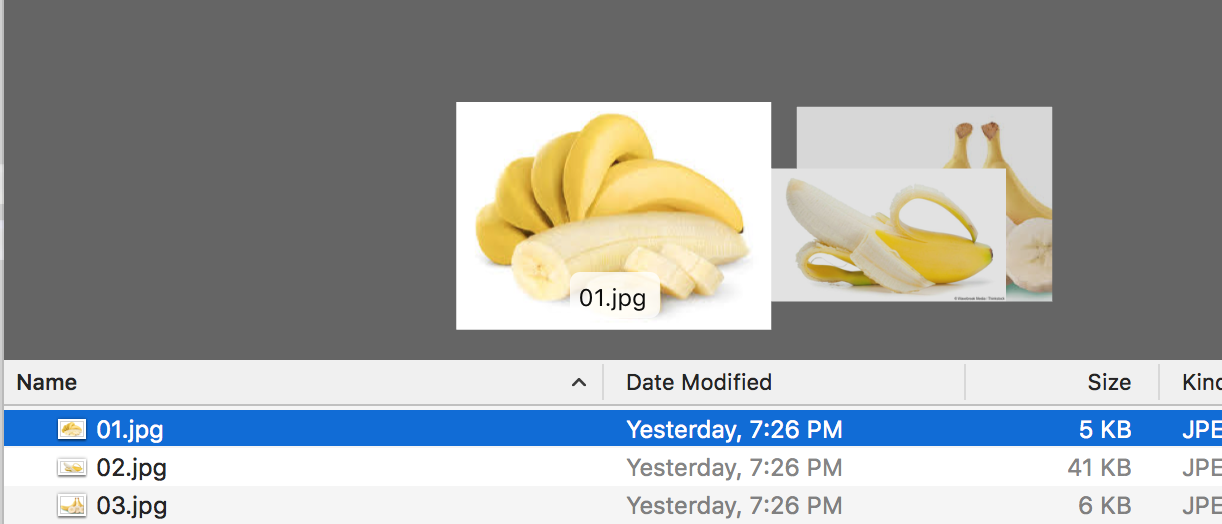 01.jpg
Name Date Modified Size Kind
01.jpg Yesterday, 7:26 PM 5 KB JPE
02.jpg Yesterday, 7:26 PM 41 KB JPE
03.jpg Yesterday, 7:26 PM 6 KB JPE